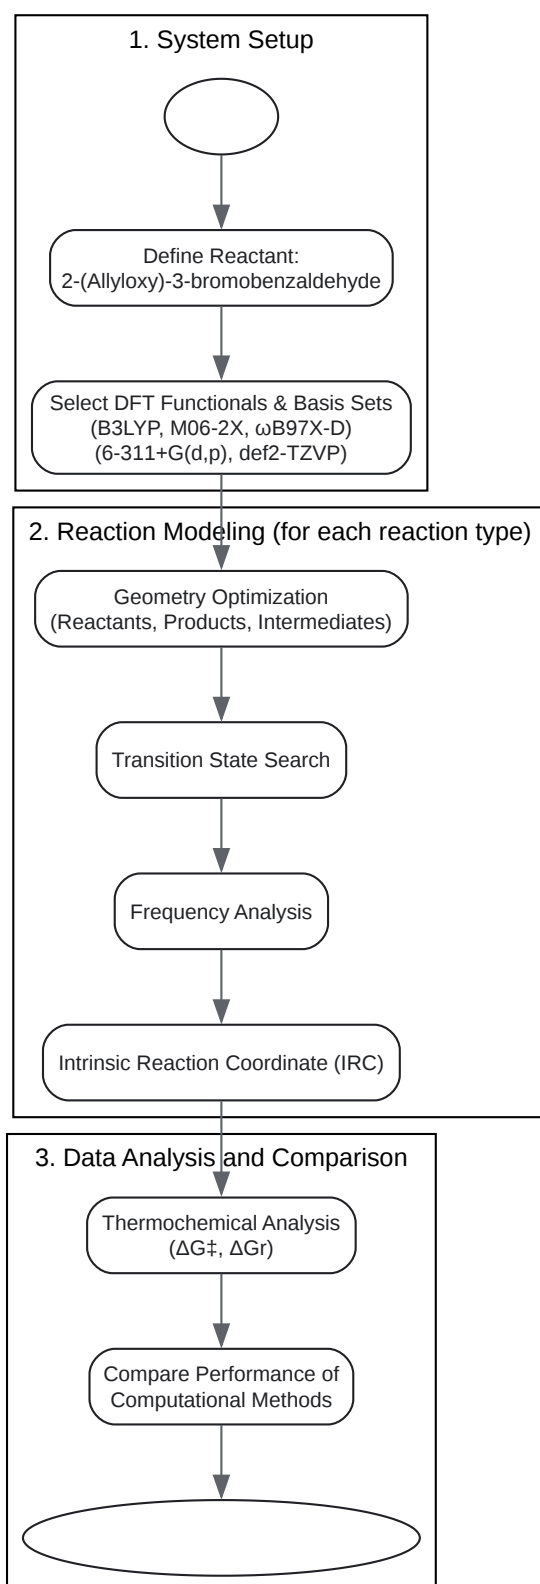 1. System Setup
Define Reactant:
2-(Allyloxy)-3-bromobenzaldehyde
Select DFT Functionals & Basis Sets
(B3LYP, M06-2X, ωB97X-D)
(6-311+G(d,p), def2-TZVP)
2. Reaction Modeling (for each reaction type)
Geometry Optimization
(Reactants, Products, Intermediates)
Transition State Search
Frequency Analysis
Intrinsic Reaction Coordinate (IRC)
3. Data Analysis and Comparison
Thermochemical Analysis
(ΔG‡, ΔGr)
Compare Performance of
Computational Methods